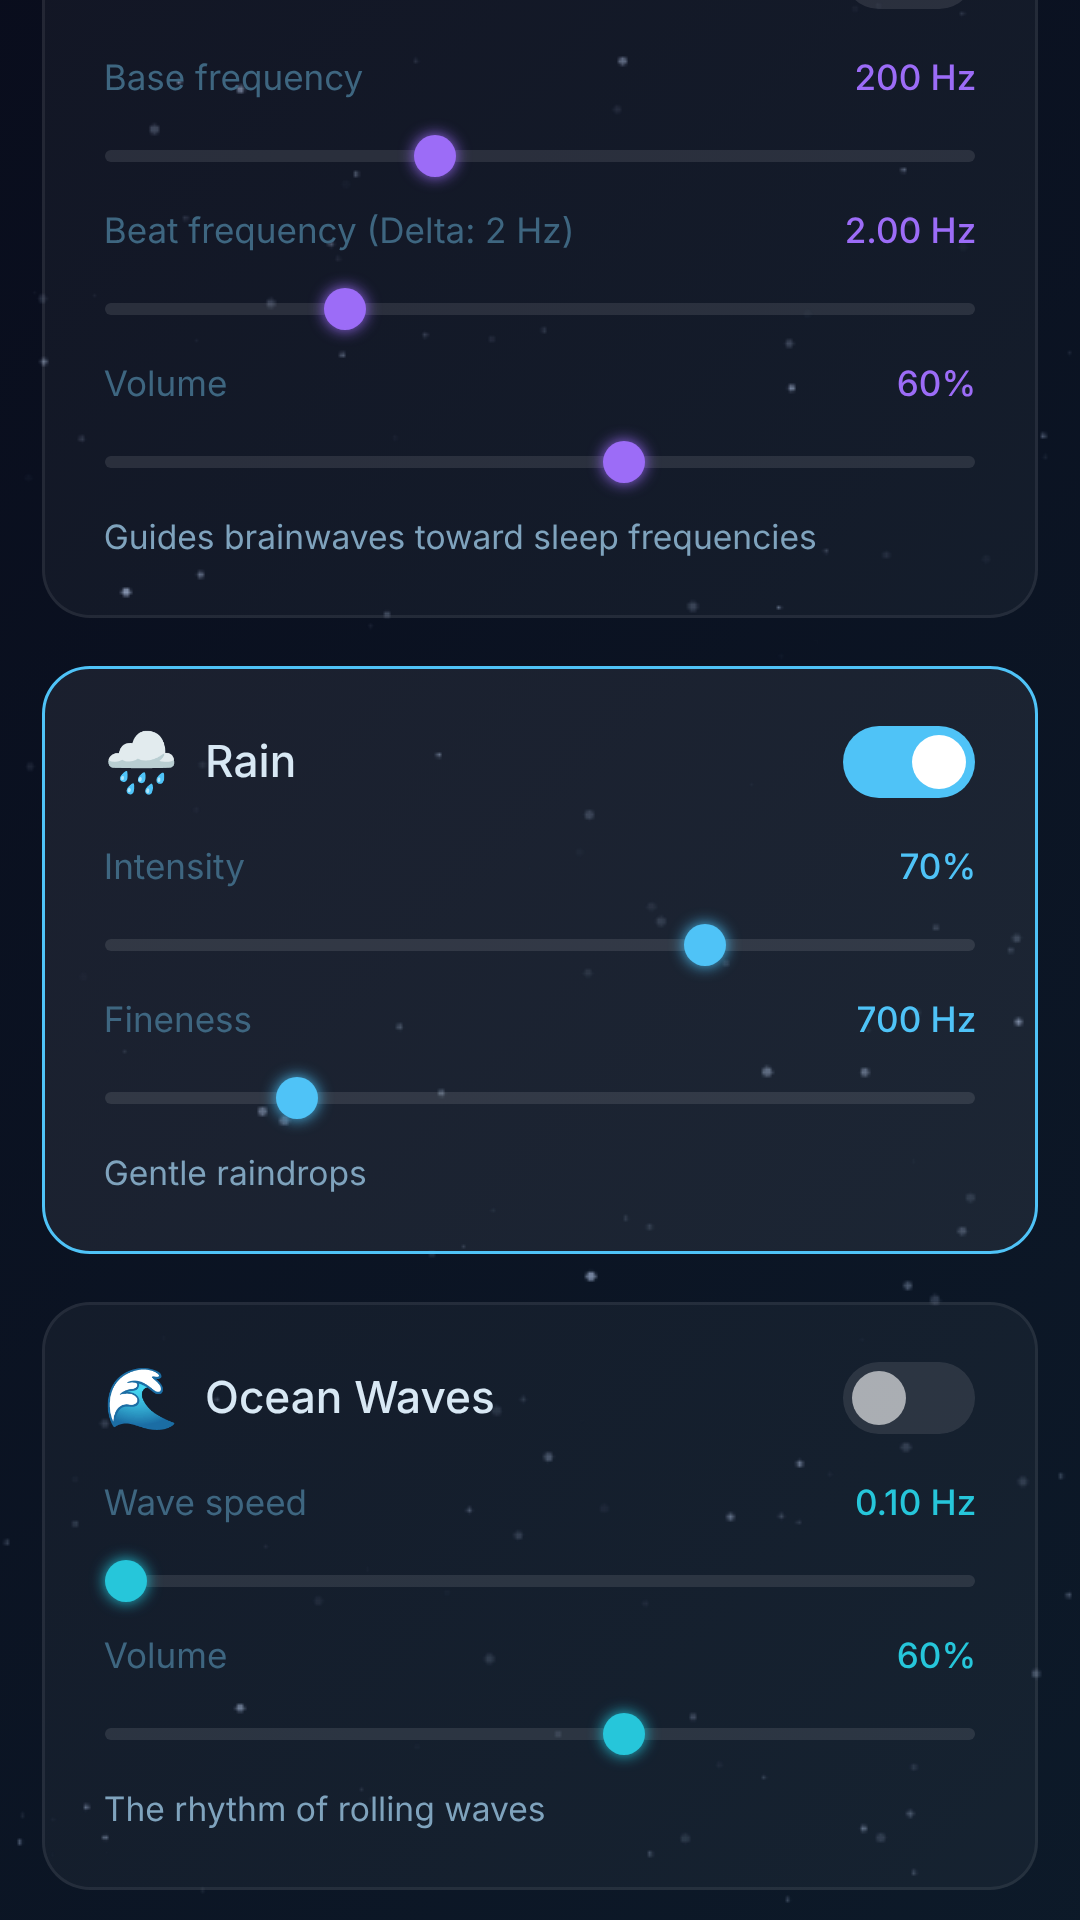 Base frequency 200 Hz
Beat frequency (Delta: 2 Hz) 2.00 Hz
Volume 60%
Guides brainwaves toward sleep frequencies
Rain
Intensity 70%
Fineness 700 Hz
Gentle raindrops
Ocean Waves
Wave speed 0.10 Hz
Volume 60%
The rhythm of rolling waves